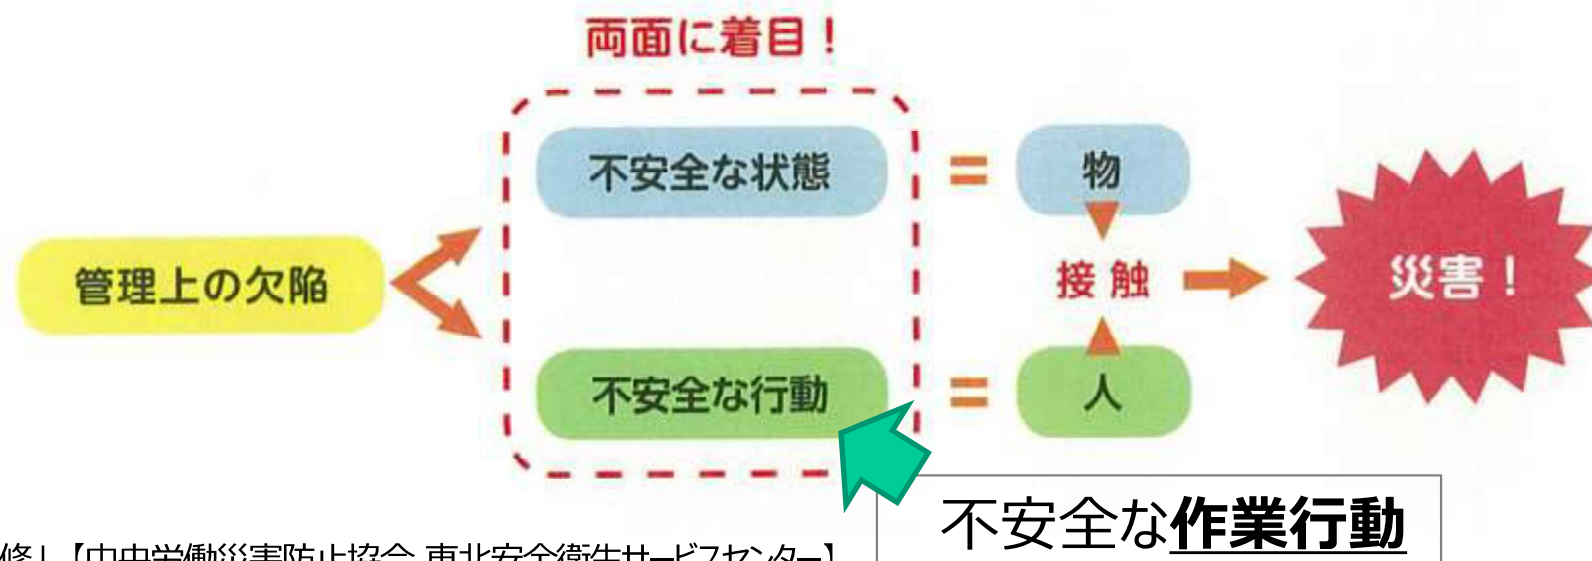 両面に着目！
不安全な状態
=
物
管理上の欠陥
接触
災害！
不安全な行動
=
人
不安全な作業行動
修」【中央労働災害防止協会 東北安全衛生サービスセンター】